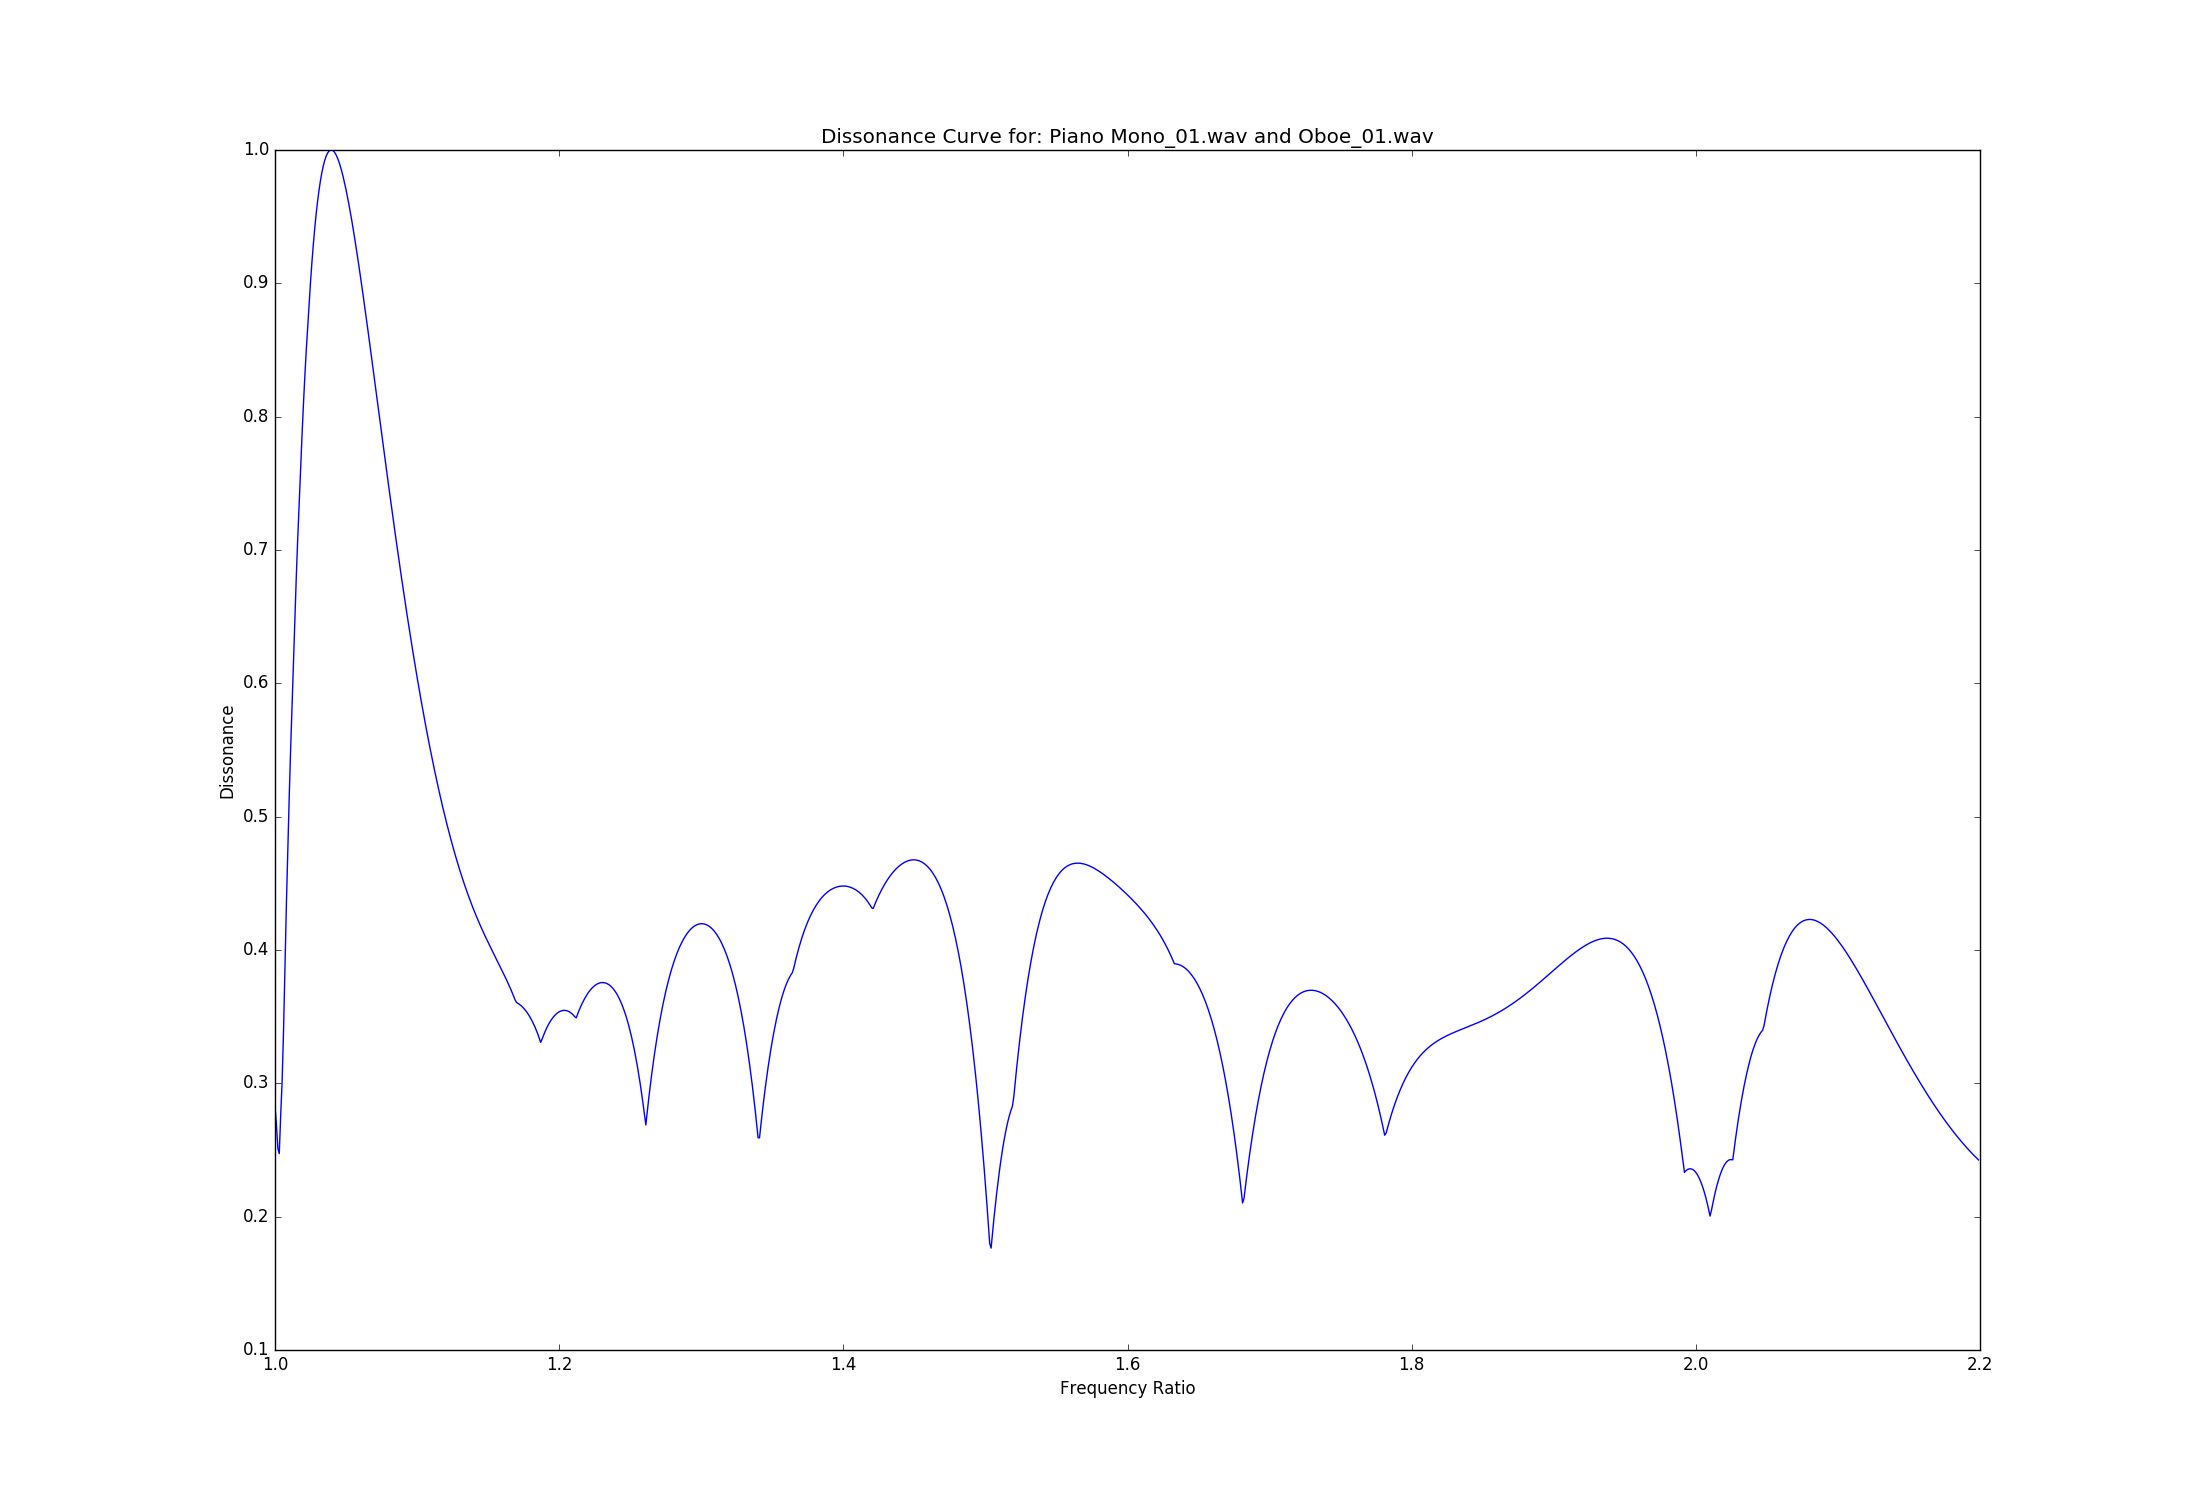 Dissonance Curve for: Piano Mono_01.wav and Oboe_01.wav
1.0
0.9
0.8
0.7
0.6
0.5
0.4
0.3
0.2
0.1
Dissonance
1.0 1.2 1.4 1.6 1.8 2.0 2.2
Frequency Ratio